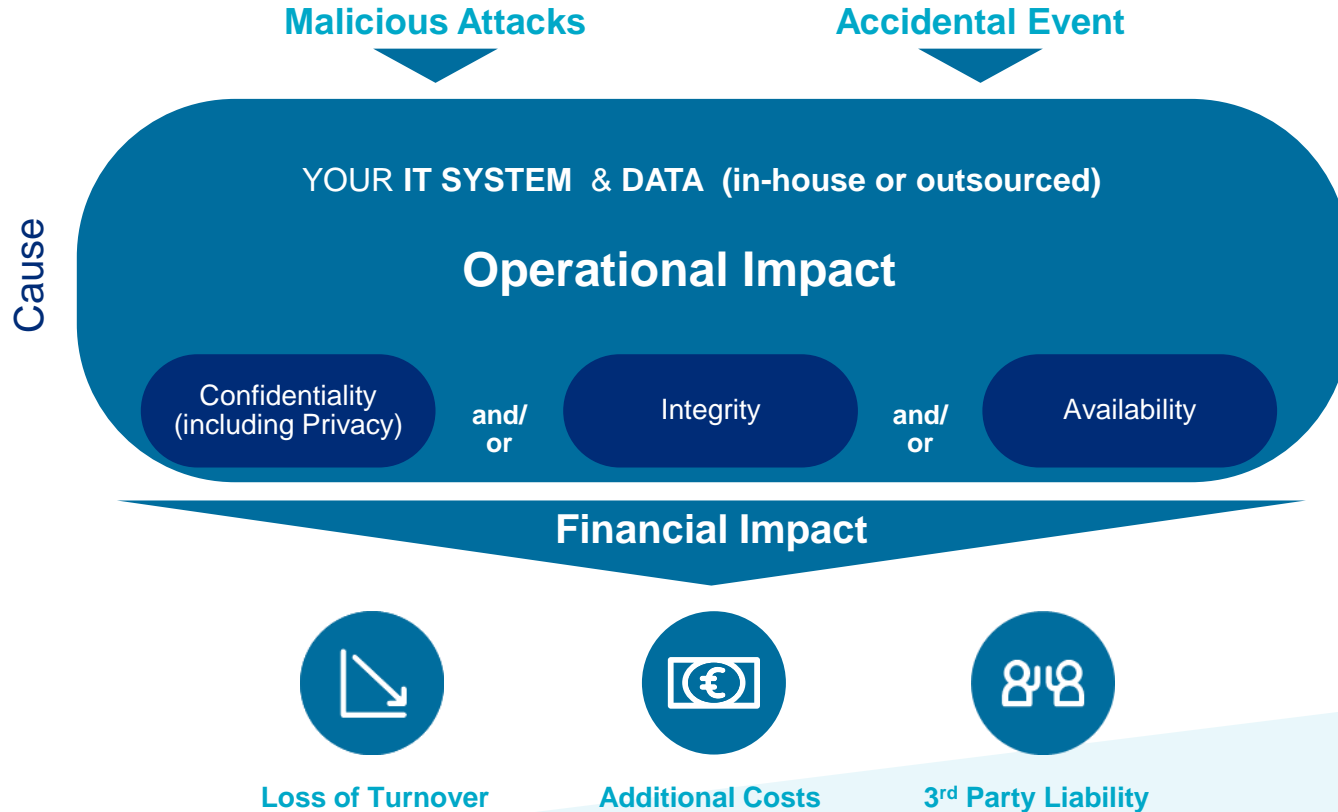 Malicious Attacks
Accidental Event
Cause
YOUR IT SYSTEM & DATA (in-house or outsourced)
Operational Impact
Confidentiality
(including Privacy)
and/
or
Integrity
and/
or
Availability
Financial Impact
€
Loss of Turnover
Additional Costs
3rd Party Liability